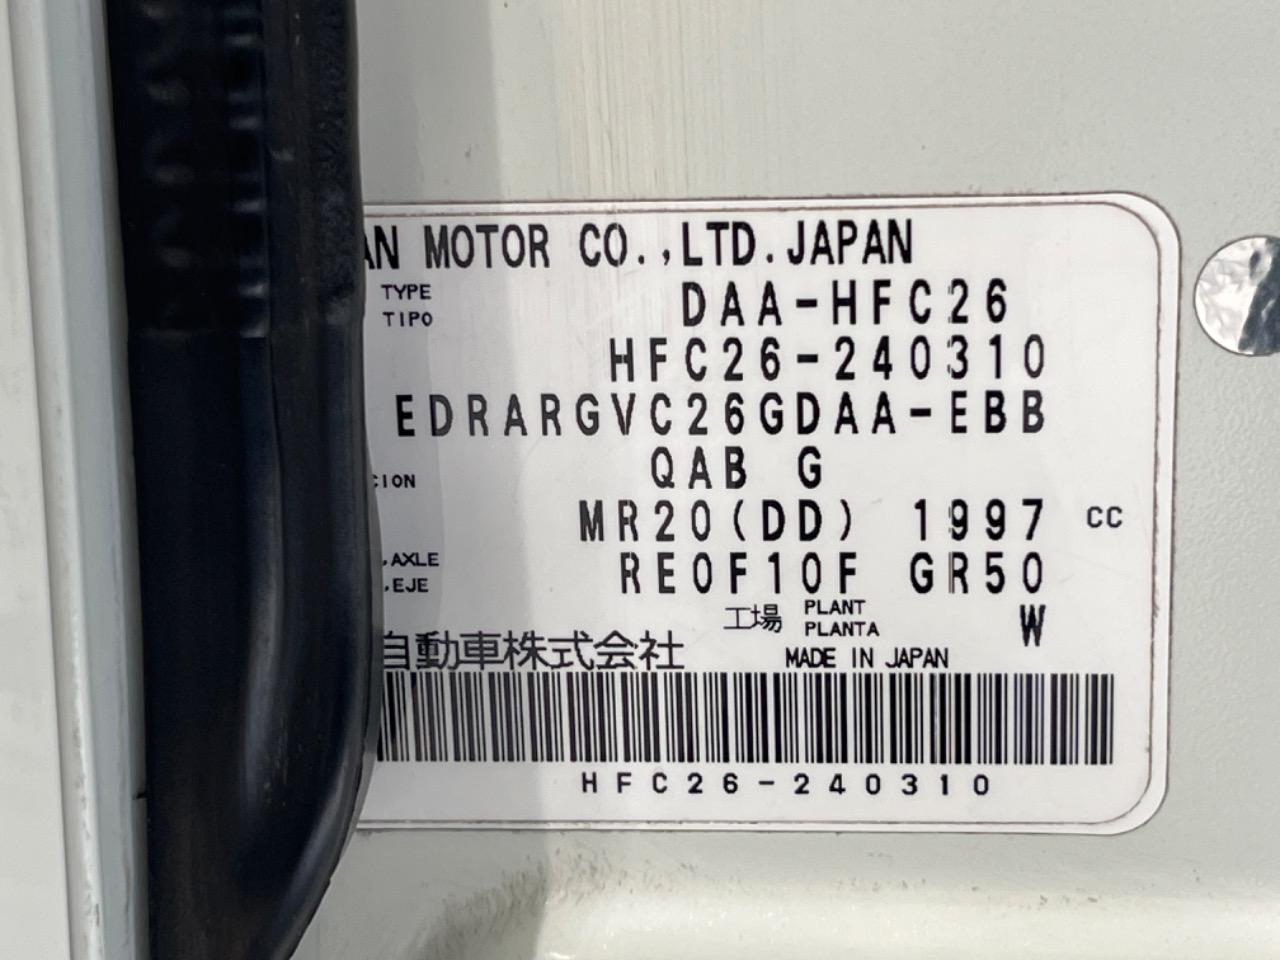 AN MOTOR CO.,LTD.JAPAN
TYPE
TIPO
DAA-HFC26
HFC26-240310
EDRARGVC26GDAA-EBB
CION
QAB G
MR20(DD) 1997 CC
.AXLE
.EJE
RE0F10F GR50
工場 PLANT
PLANTA
W
自動車株式会社
MADE IN JAPAN
HFC26-240310